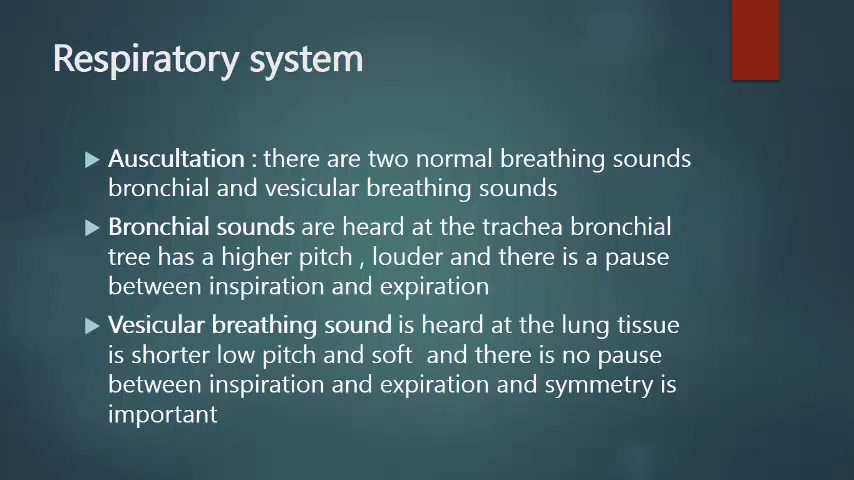 Respiratory system
Auscultation : there are two normal breathing sounds
bronchial and vesicular breathing sounds
Bronchial sounds are heard at the trachea bronchial
tree has a higher pitch , louder and there is a pause
between inspiration and expiration
Vesicular breathing sound is heard at the lung tissue
is shorter low pitch and soft  and there is no pause
between inspiration and expiration and symmetry is
important